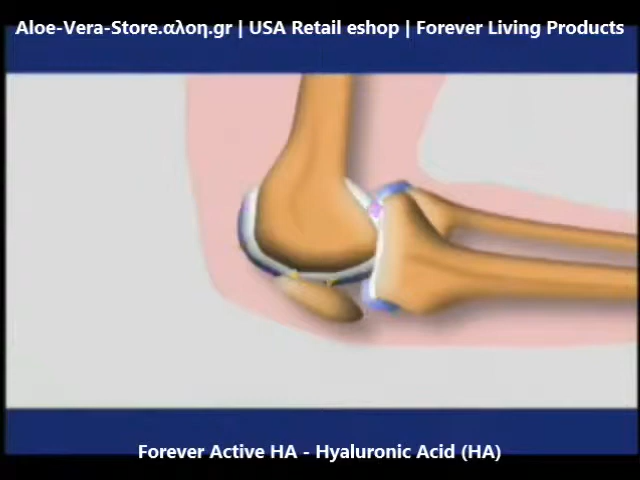 Aloe-Vera-Store.αλοη.gr | USA Retail eshop | Forever Living Products
Forever Active HA - Hyaluronic Acid (HA)